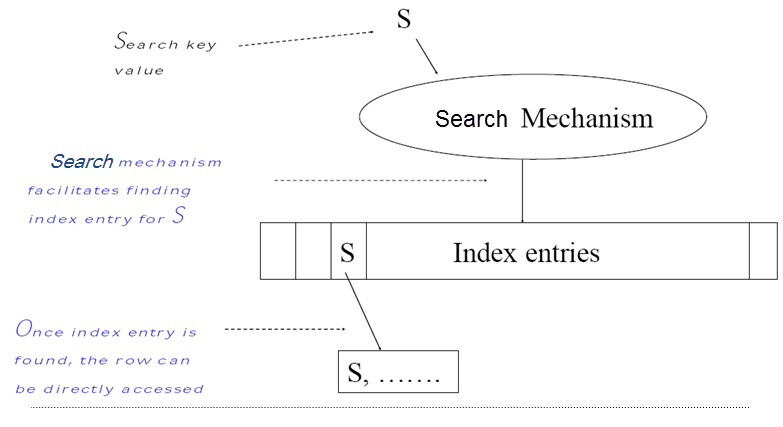 S
Search key
value
Search Mechanism
Search mechanism
facilitates finding
index entry for S
S
Index entries
Once index entry is
found, the row can
be directly accessed
S, …….